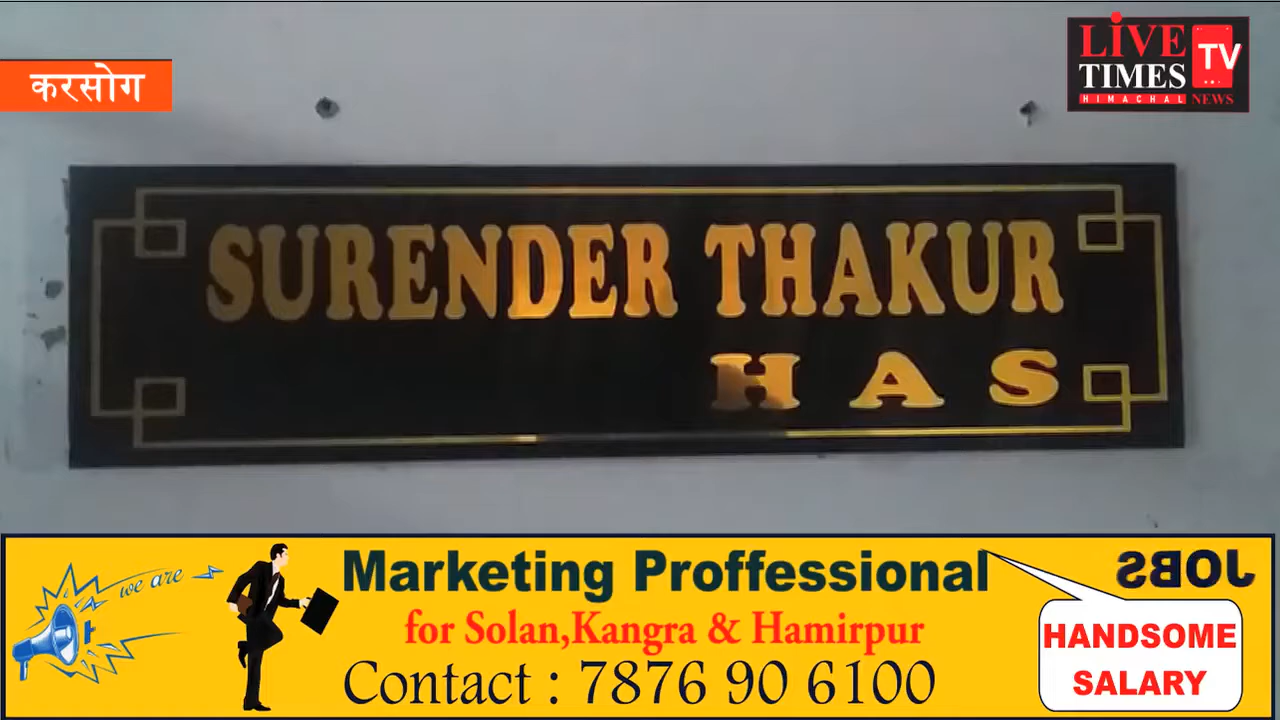 करसोग
LiVE
TIMES
TV
HIMACHAL NEWS
SURENDER THAKUR
HAS
we are
Marketing Proffessional
for Solan,Kangra & Hamirpur
Contact : 7876 90 6100
JOBS
HANDSOME
SALARY